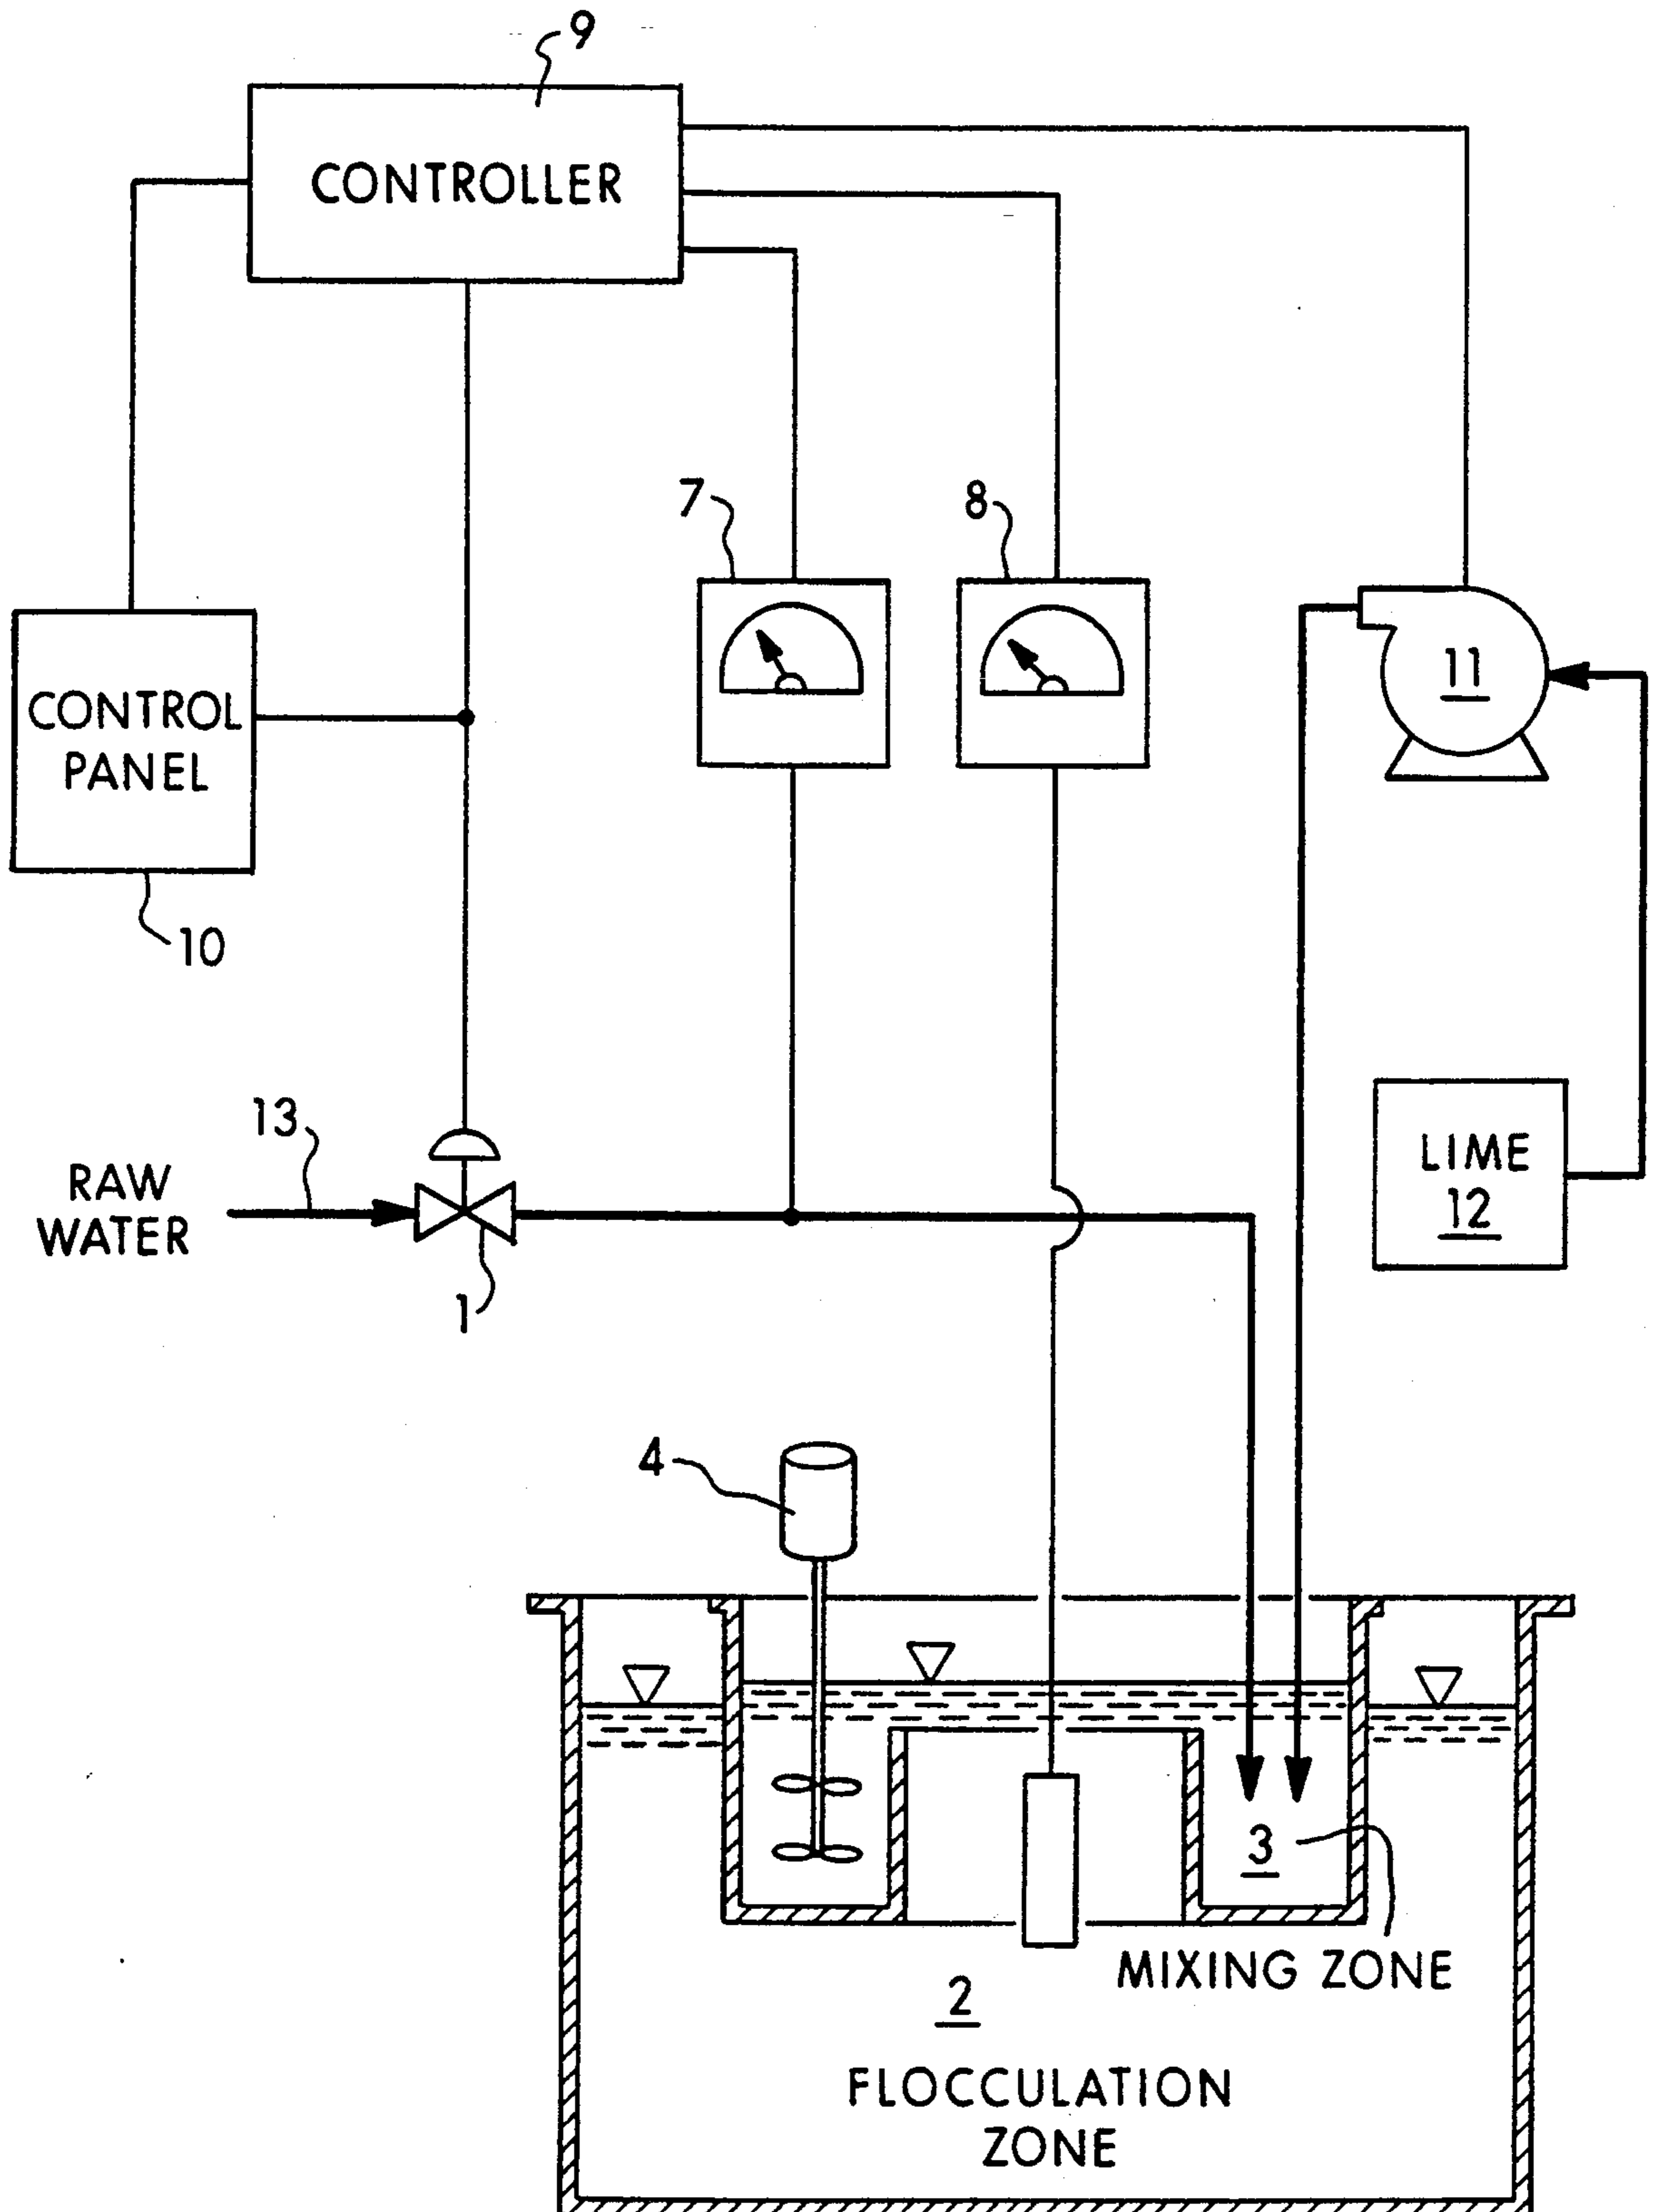 9
CONTROLLER
7
8
11
CONTROL
PANEL
10
13
RAW
WATER
1
LIME
12
4
3
MIXING ZONE
2
FLOCCULATION
ZONE